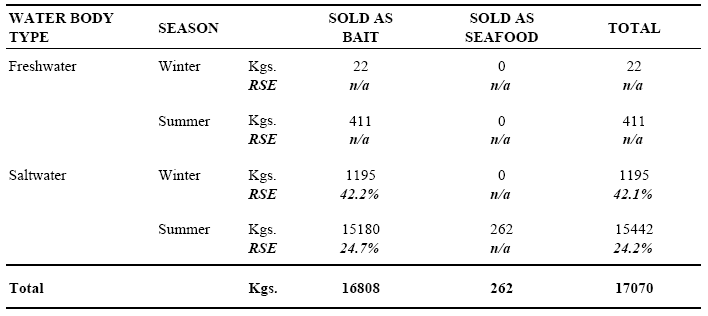 WATER BODY TYPE SEASON SOLD AS BAIT SOLD AS SEAFOOD TOTAL
Freshwater Winter Kgs. 22 0 22
RSE n/a n/a n/a
Summer Kgs. 411 0 411
RSE n/a n/a n/a
Saltwater Winter Kgs. 1195 0 1195
RSE 42.2% n/a 42.1%
Summer Kgs. 15180 262 15442
RSE 24.7% n/a 24.2%
Total Kgs. 16808 262 17070